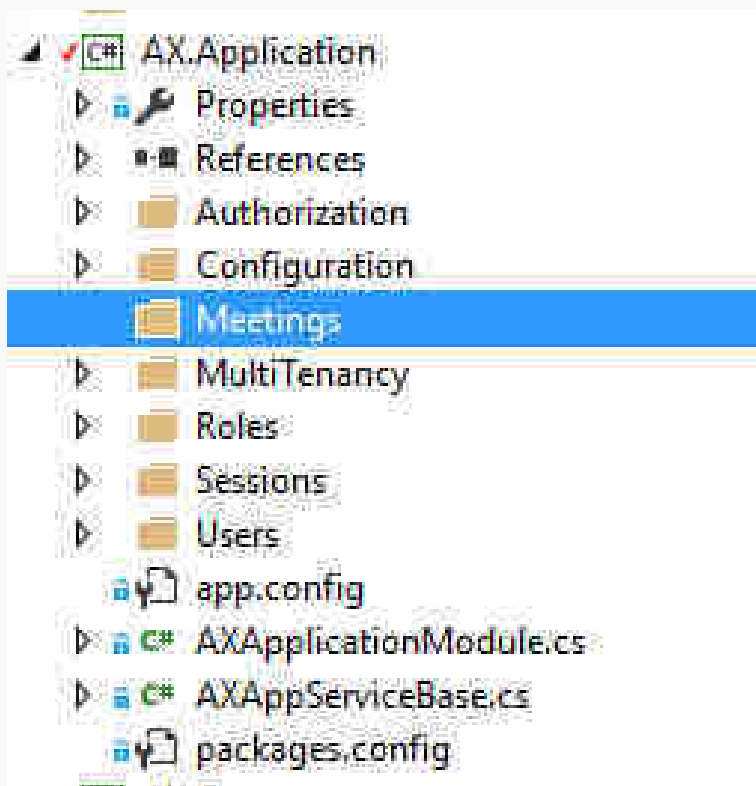 C# AX.Application
Properties
References
Authorization
Configuration
Meetings
MultiTenancy
Roles
Sessions
Users
app.config
C# AXApplicationModule.cs
C# AXAppServiceBase.cs
packages.config